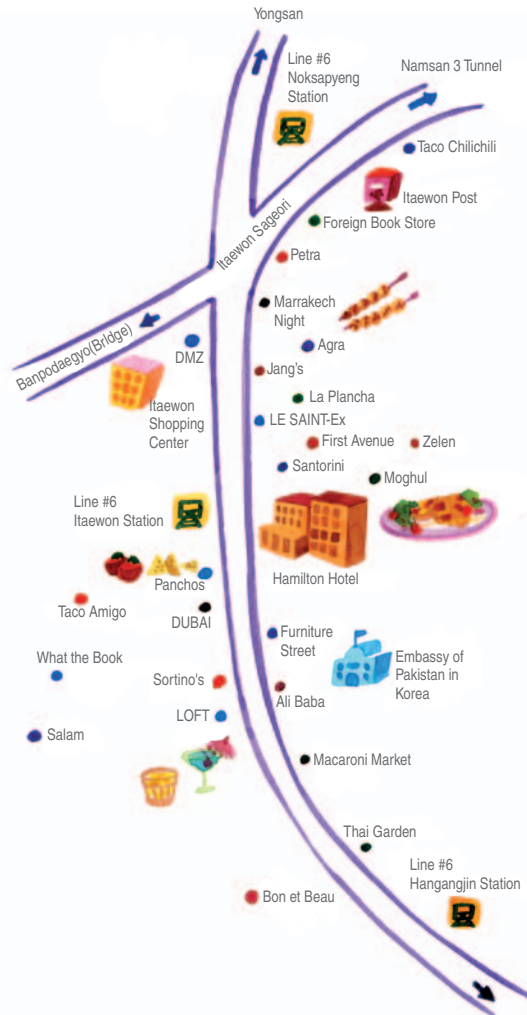 Yongsan
Line #6
Noksapyeng
Station
Namsan 3 Tunnel
Taco Chilichili
Itaewon Post
Foreign Book Store
Itaewon Sageori
Petra
Marrakech
Night
Banpodaegyo(BrIdge)
DMZ
Agra
Jang's
Itaewon
Shopping
Center
La Plancha
LE SAINT-Ex
First Avenue
Zelen
Santorini
Moghul
Line #6
Itaewon Station
Hamilton Hotel
Panchos
Taco Amigo
DUBAI
Furniture
Street
Embassy of
Pakistan in
Korea
What the Book
Sortino's
Ali Baba
LOFT
Salam
Macaroni Market
Thai Garden
Line #6
Hangangjin Station
Bon et Beau